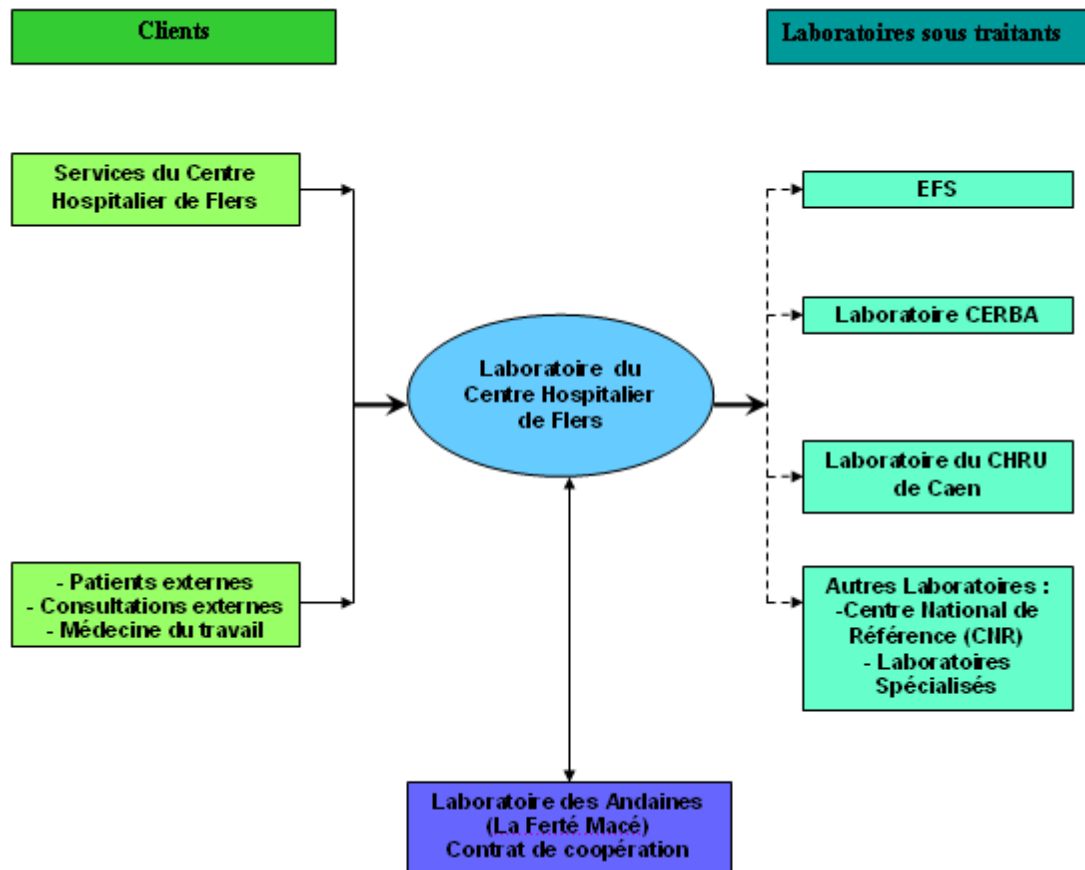 Clients
Laboratoires sous traitants
Services du Centre
Hospitalier de Flers
EFS
Laboratoire CERBA
Laboratoire du
Centre Hospitalier
de Flers
Laboratoire du CHRU
de Caen
- Patients externes
- Consultations externes
- Médecine du travail
Autres Laboratoires :
-Centre National de
Référence (CNR)
- Laboratoires
Spécialisés
Laboratoire des Andaines
(La Ferté Macé)
Contrat de coopération